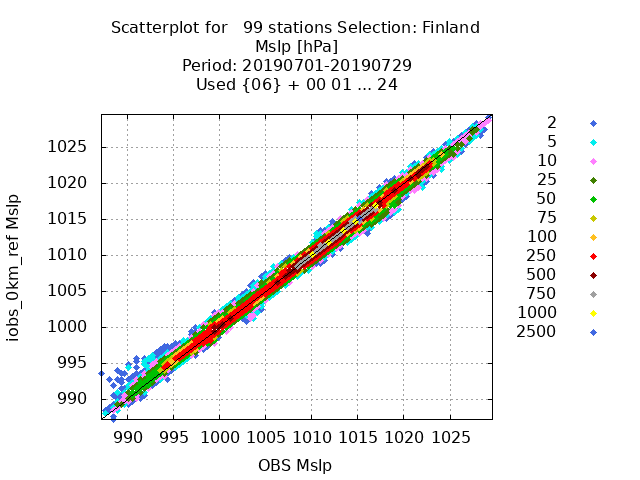 Scatterplot for   99 stations Selection: Finland
Mslp [hPa]
Period: 20190701-20190729
Used {06} + 00 01 ... 24
iobs_0km_ref Mslp
1025
1020
1015
1010
1005
1000
995
990
990 995 1000 1005 1010 1015 1020 1025
OBS Mslp
2
5
10
25
50
75
100
250
500
750
1000
2500